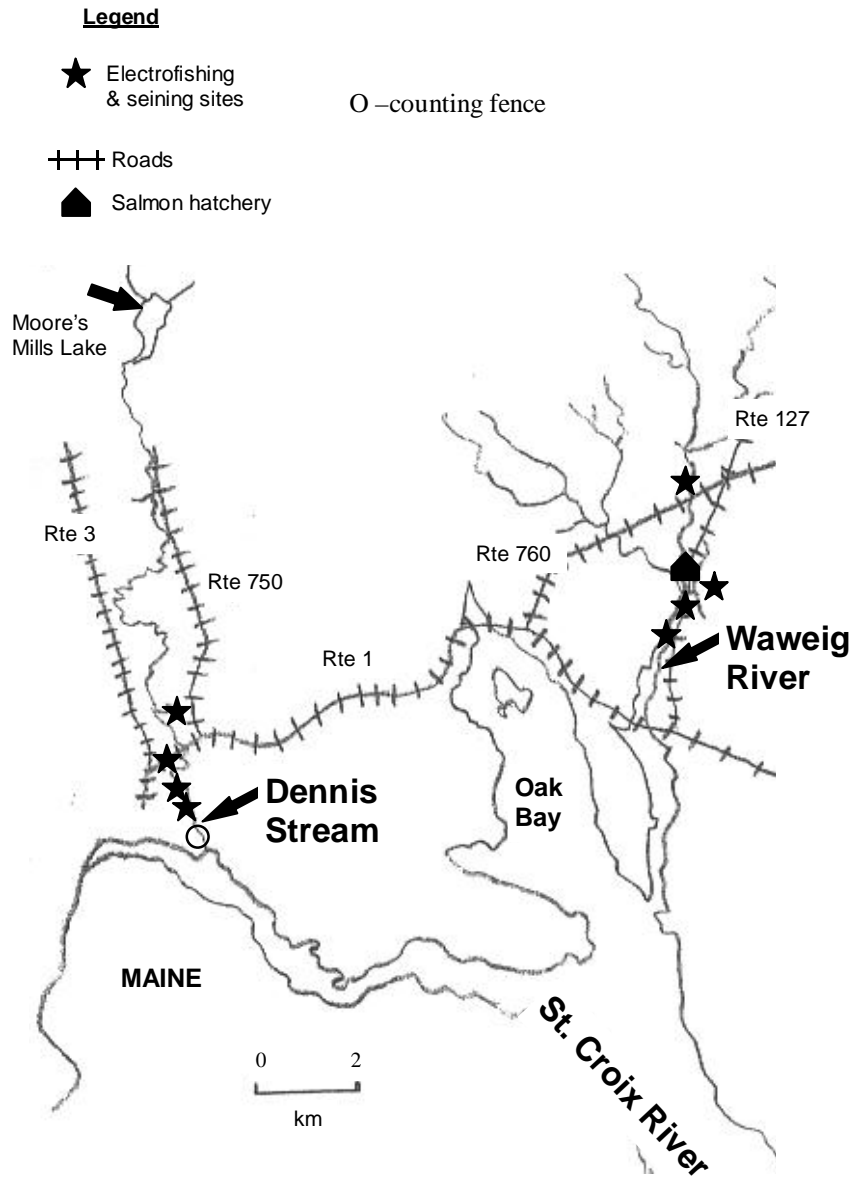 Legend
Electrofishing
& seining sites
O –counting fence
Roads
Salmon hatchery
Moore's
Mills Lake
Rte 127
Rte 3
Rte 760
Rte 750
Waweig
River
Rte 1
Dennis
Stream
Oak
Bay
MAINE
St. Croix River
0 2
km